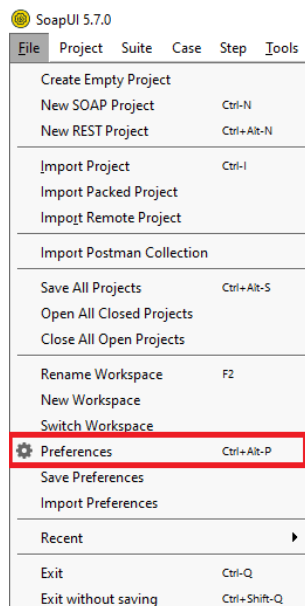 SoapUI 5.7.0
File Project Suite Case Step Tools
Create Empty Project
New SOAP Project Ctrl-N
New REST Project Ctrl+Alt-N
Import Project Ctrl-I
Import Packed Project
Import Remote Project
Import Postman Collection
Save All Projects Ctrl+Alt-S
Open All Closed Projects
Close All Open Projects
Rename Workspace F2
New Workspace
Switch Workspace
Preferences Ctrl+Alt-P
Save Preferences
Import Preferences
Recent
Exit Ctrl-Q
Exit without saving Ctrl+Shift-Q